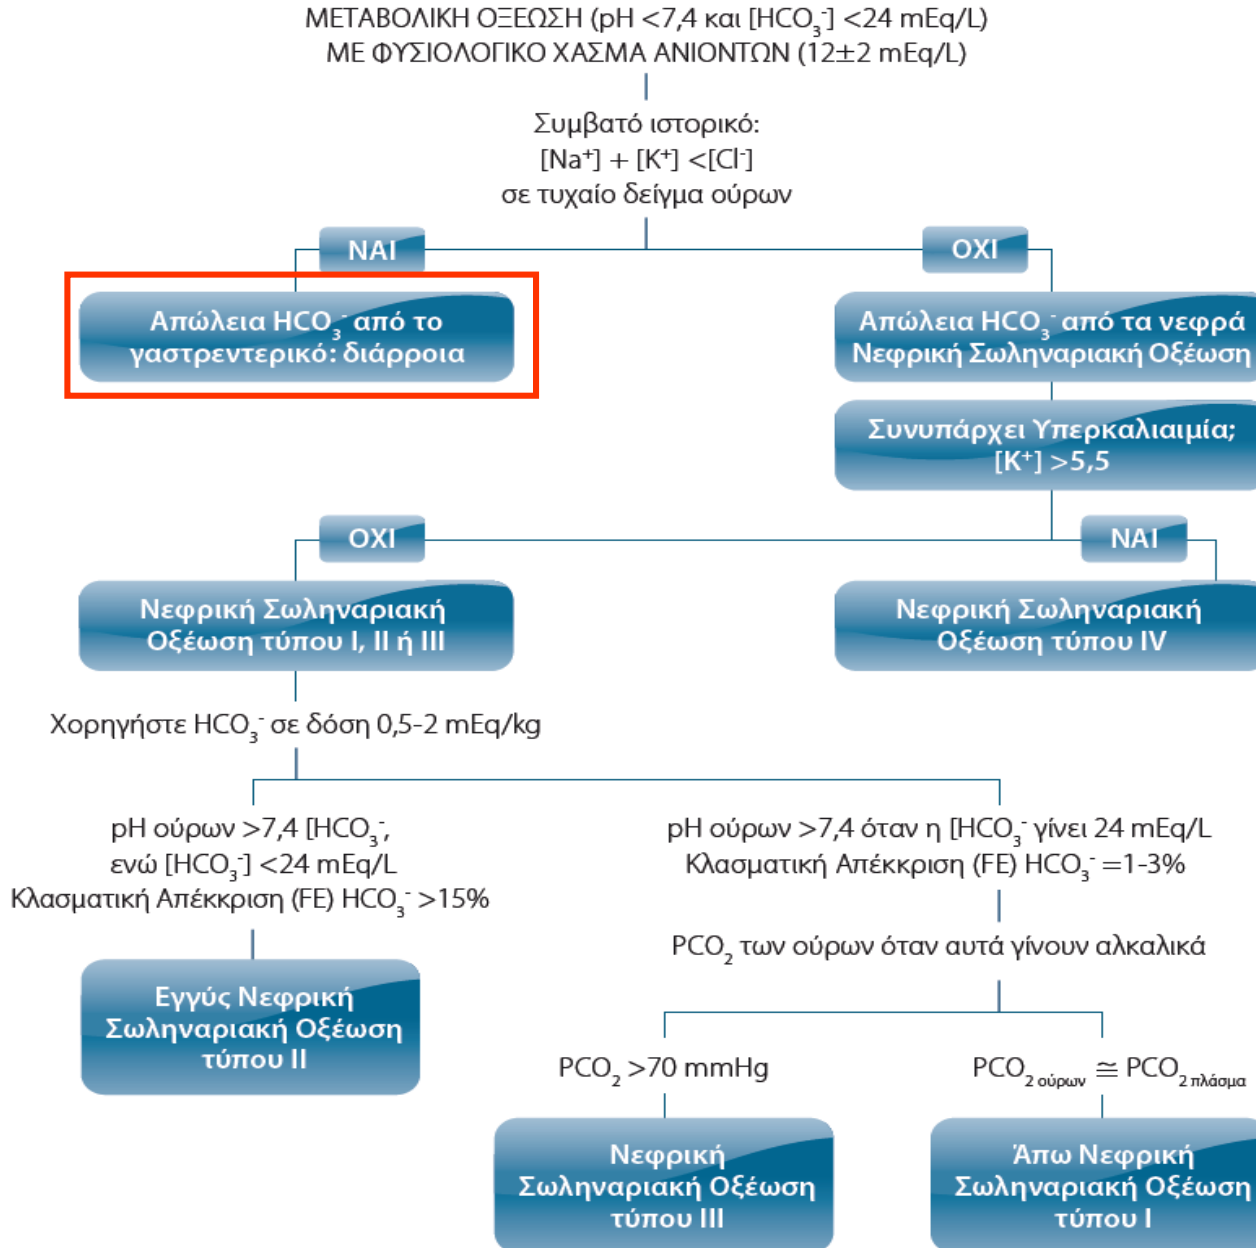 ΜΕΤΑΒΟΛΙΚΗ ΟΞΕΩΣΗ (pH <7,4 και [HCO₃⁻] <24 mEq/L)
ΜΕ ΦΥΣΙΟΛΟΓΙΚΟ ΧΑΣΜΑ ΑΝΙΟΝΤΩΝ (12±2 mEq/L)
Συμβατό ιστορικό:
[Na⁺] + [K⁺] <[Cl⁻]
σε τυχαίο δείγμα ούρων
ΝΑΙ
ΟΧΙ
Απώλεια HCO₃⁻ από το
γαστρεντερικό: διάρροια
Απώλεια HCO₃⁻ από τα νεφρά
Νεφρική Σωληναριακή Οξέωση
Συνυπάρχει Υπερκαλιαιμία;
[K⁺] >5,5
ΟΧΙ
ΝΑΙ
Νεφρική Σωληναριακή
Οξέωση τύπου I, II ή III
Νεφρική Σωληναριακή
Οξέωση τύπου IV
Χορηγήστε HCO₃⁻ σε δόση 0,5-2 mEq/kg
pH ούρων >7,4 [HCO₃⁻,
ενώ [HCO₃⁻] <24 mEq/L
Κλασματική Απέκκριση (FE) HCO₃⁻ >15%
pH ούρων >7,4 όταν η [HCO₃⁻ γίνει 24 mEq/L
Κλασματική Απέκκριση (FE) HCO₃⁻ =1-3%
PCO₂ των ούρων όταν αυτά γίνουν αλκαλικά
Εγγύς Νεφρική
Σωληναριακή Οξέωση
τύπου II
PCO₂ >70 mmHg
PCO₂ ούρων ≅ PCO₂ πλάσμα
Νεφρική
Σωληναριακή Οξέωση
τύπου III
Άπω Νεφρική
Σωληναριακή Οξέωση
τύπου I